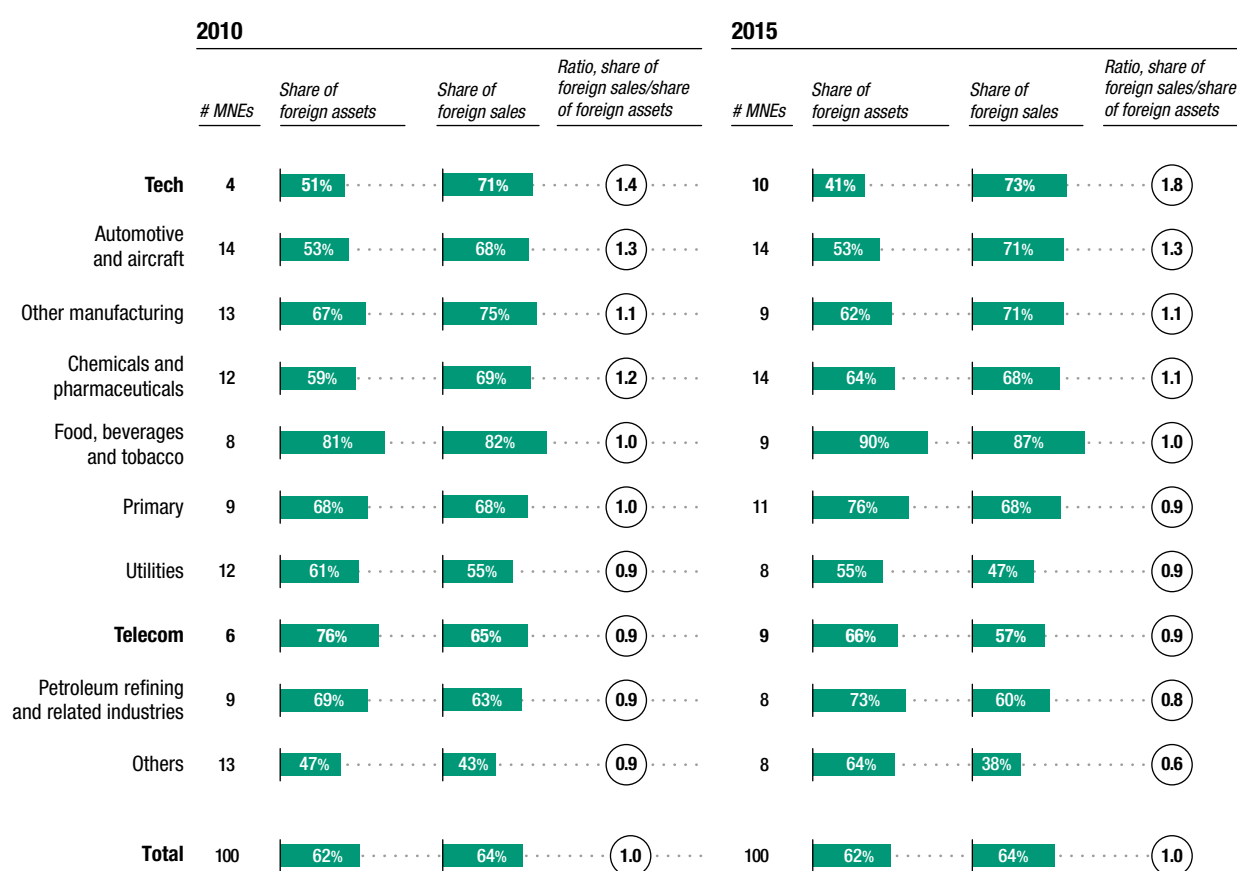 2010
2015
# MNEs
Share of
foreign assets
Share of
foreign sales
Ratio, share of
foreign sales/share
of foreign assets
# MNEs
Share of
foreign assets
Share of
foreign sales
Ratio, share of
foreign sales/share
of foreign assets
Tech 4 51% 71% 1.4 10 41% 73% 1.8
Automotive
and aircraft 14 53% 68% 1.3 14 53% 71% 1.3
Other manufacturing 13 67% 75% 1.1 9 62% 71% 1.1
Chemicals and
pharmaceuticals 12 59% 69% 1.2 14 64% 68% 1.1
Food, beverages
and tobacco 8 81% 82% 1.0 9 90% 87% 1.0
Primary 9 68% 68% 1.0 11 76% 68% 0.9
Utilities 12 61% 55% 0.9 8 55% 47% 0.9
Telecom 6 76% 65% 0.9 9 66% 57% 0.9
Petroleum refining
and related industries 9 69% 63% 0.9 8 73% 60% 0.8
Others 13 47% 43% 0.9 8 64% 38% 0.6
Total 100 62% 64% 1.0 100 62% 64% 1.0